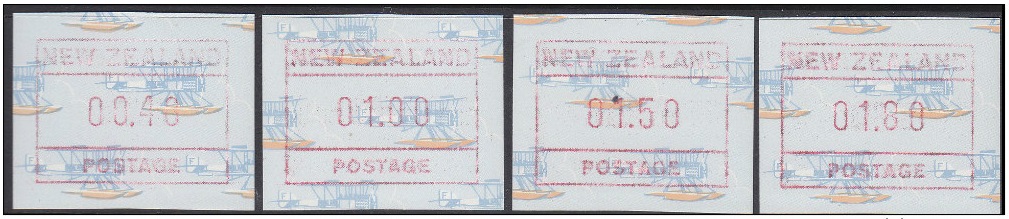 NEW ZEALAND
00.40
POSTAGE
NEW ZEALAND
01.00
POSTAGE
NEW ZEALAND
01.50
POSTAGE
NEW ZEALAND
01.80
POSTAGE